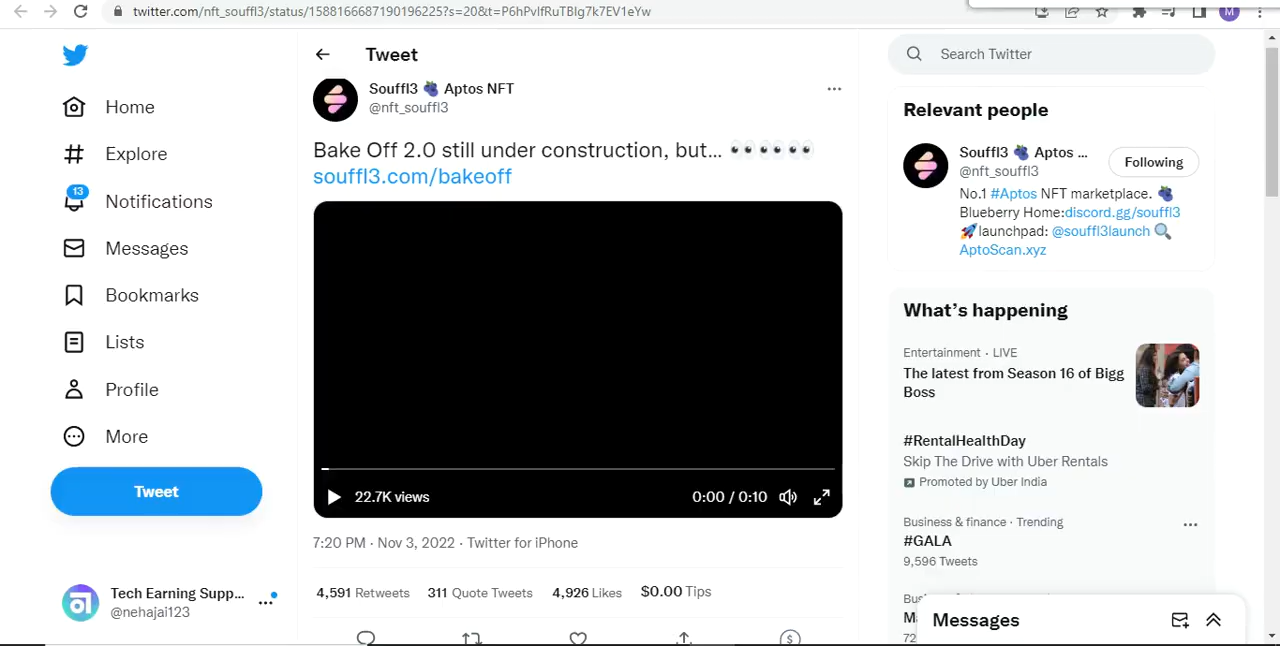 twitter.com/nft_souffl3/status/1588166687190196225?s=20&t=P6hPvlfRuTBIg7k7EV1eYw
M
Tweet
Souffl3 🫐 Aptos NFT
@nft_souffl3
Bake Off 2.0 still under construction, but... 👀👀👀
souffl3.com/bakeoff
22.7K views
0:00 / 0:10
7:20 PM · Nov 3, 2022 · Twitter for iPhone
4,591 Retweets 311 Quote Tweets 4,926 Likes $0.00 Tips
Home
Explore
13
Notifications
Messages
Bookmarks
Lists
Profile
More
Tweet
Tech Earning Supp...
@nehajai123
Search Twitter
Relevant people
Souffl3 🫐 Aptos ...
@nft_souffl3
Following
No.1 #Aptos NFT marketplace. 🫐
Blueberry Home:discord.gg/souffl3
🚀launchpad: @souffl3launch 🔍
AptoScan.xyz
What's happening
Entertainment · LIVE
The latest from Season 16 of Bigg
Boss
#RentalHealthDay
Skip The Drive with Uber Rentals
Promoted by Uber India
Business & finance · Trending
#GALA
9,596 Tweets
Messages